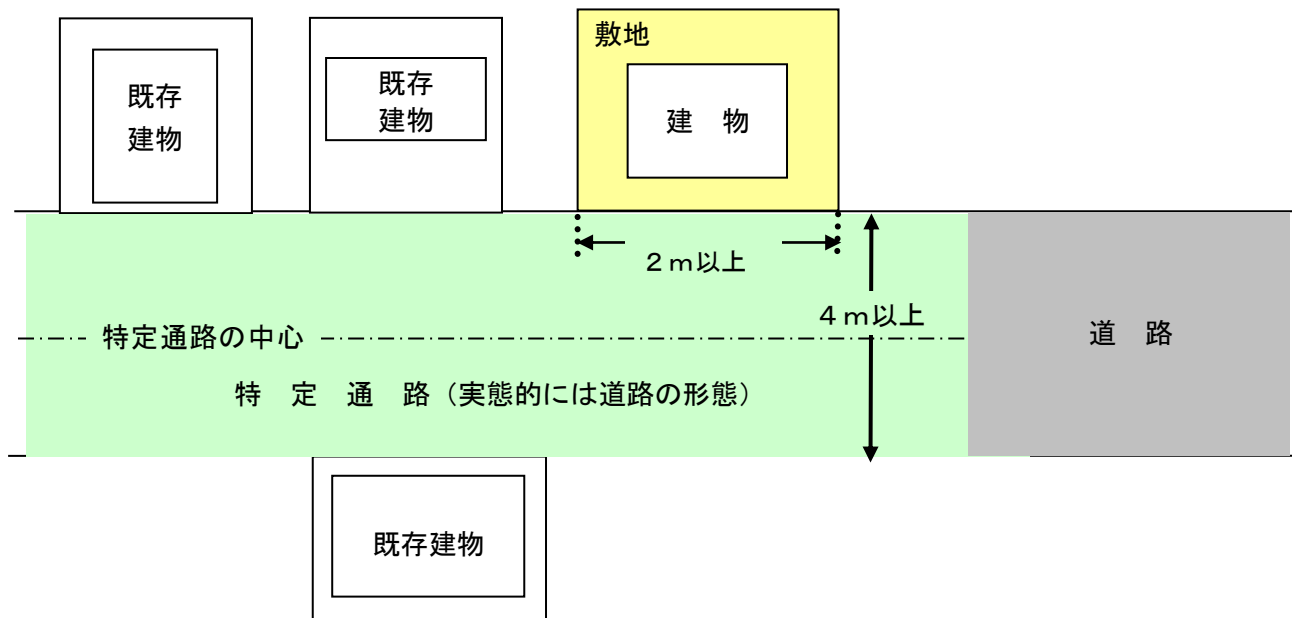 敷地
既存
建物
既存
建物
建　物
２ｍ以上
４ｍ以上
道　路
特定通路の中心
特　定　通　路（実態的には道路の形態）
既存建物